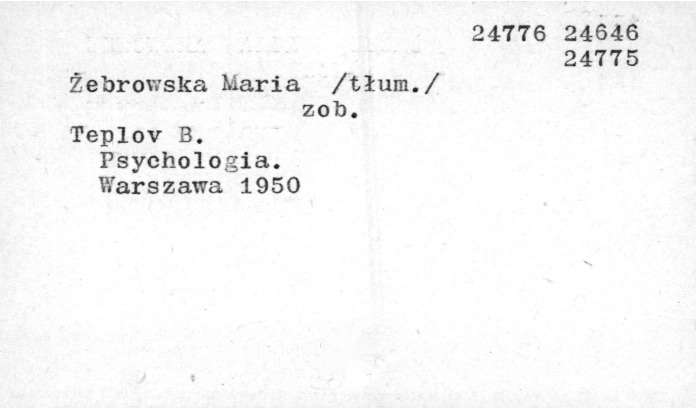 24776 24646
24775
Żebrowska Maria /tłum./
zob.
Teplov B.
Psychologia.
Warszawa 1950